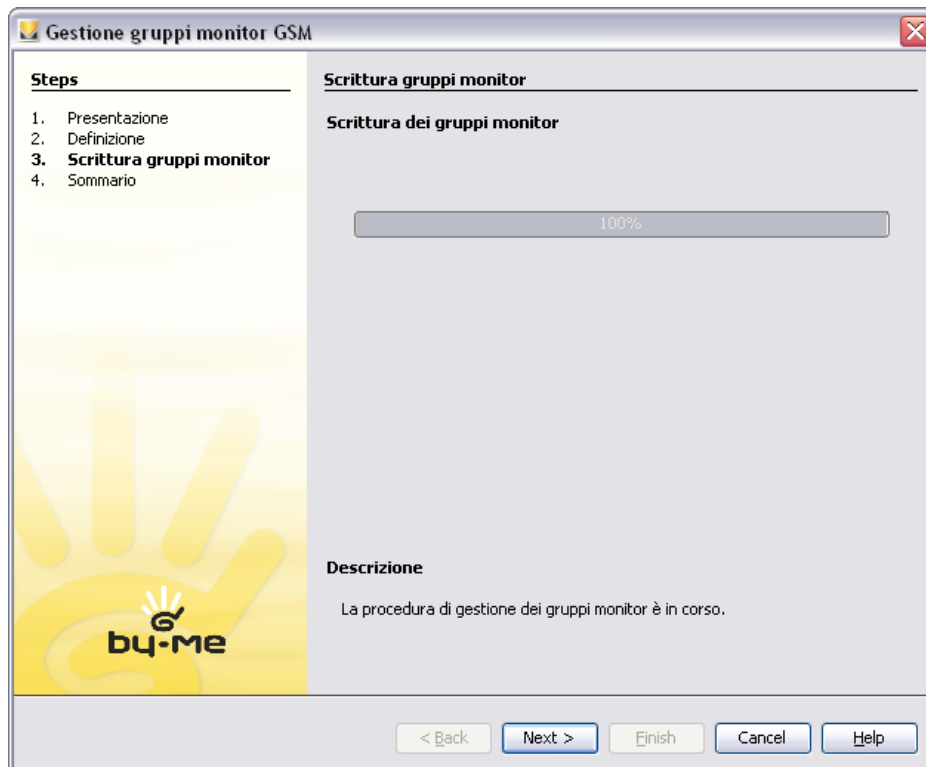 Gestione gruppi monitor GSM
Steps
1. Presentazione
2. Definizione
3. Scrittura gruppi monitor
4. Sommario
by-me
Scrittura gruppi monitor
Scrittura dei gruppi monitor
100%
Descrizione
La procedura di gestione dei gruppi monitor è in corso.
< Back Next > Finish Cancel Help